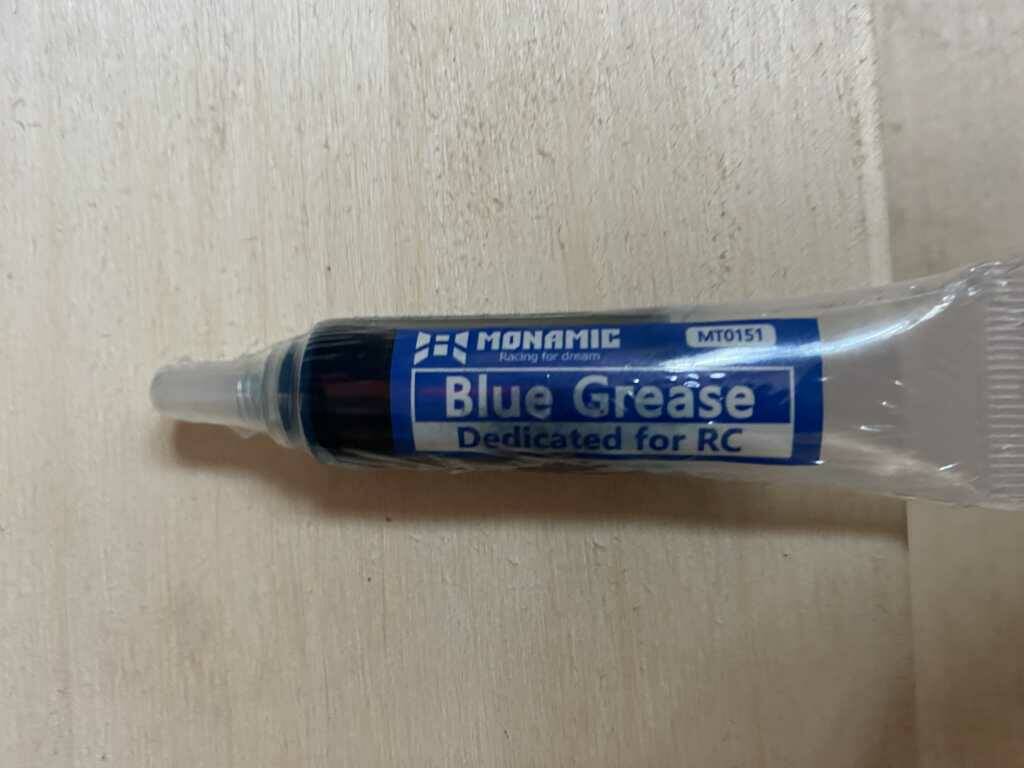 MONAMIC
Racing for dream
MT0151
Blue Grease
Dedicated for RC